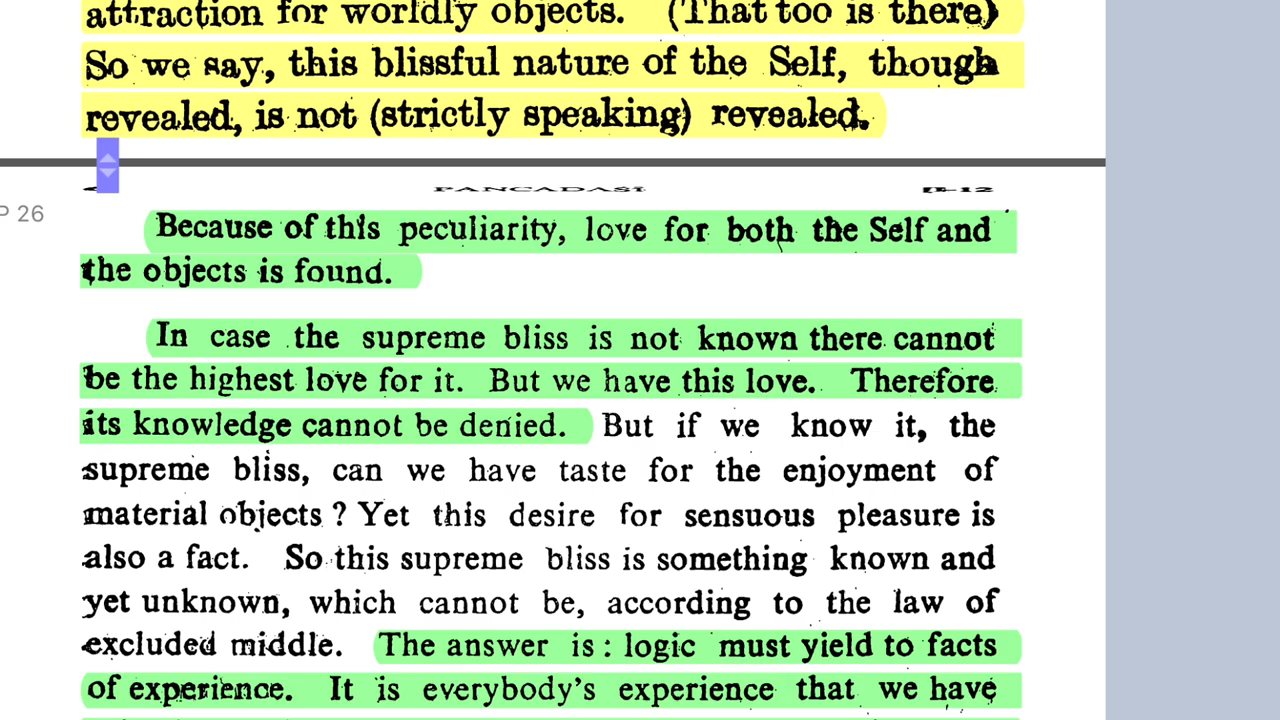 attraction for worldly objects. (That too is there)
So we say, this blissful nature of the Self, though
revealed, is not (strictly speaking) revealed.
PANCADASI
P 26
Because of this peculiarity, love for both the Self and
the objects is found.
In case the supreme bliss is not known there cannot
be the highest love for it. But we have this love. Therefore
its knowledge cannot be denied. But if we know it, the
supreme bliss, can we have taste for the enjoyment of
material objects ? Yet this desire for sensuous pleasure is
also a fact. So this supreme bliss is something known and
yet unknown, which cannot be, according to the law of
excluded middle. The answer is : logic must yield to facts
of experience. It is everybody's experience that we have